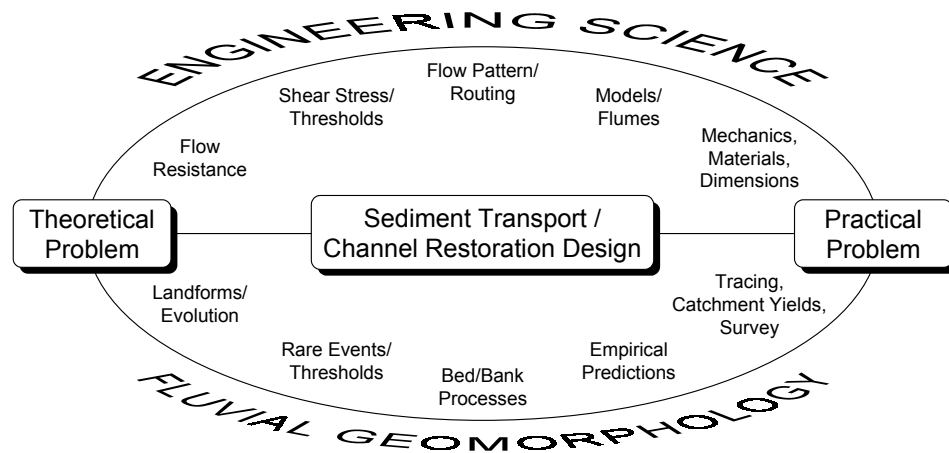 ENGINEERING SCIENCE
Flow Pattern/
Routing
Shear Stress/
Thresholds
Models/
Flumes
Flow
Resistance
Mechanics,
Materials,
Dimensions
Theoretical
Problem
Sediment Transport /
Channel Restoration Design
Practical
Problem
Landforms/
Evolution
Tracing,
Catchment Yields,
Survey
Rare Events/
Thresholds
Bed/Bank
Processes
Empirical
Predictions
FLUVIAL GEOMORPHOLOGY